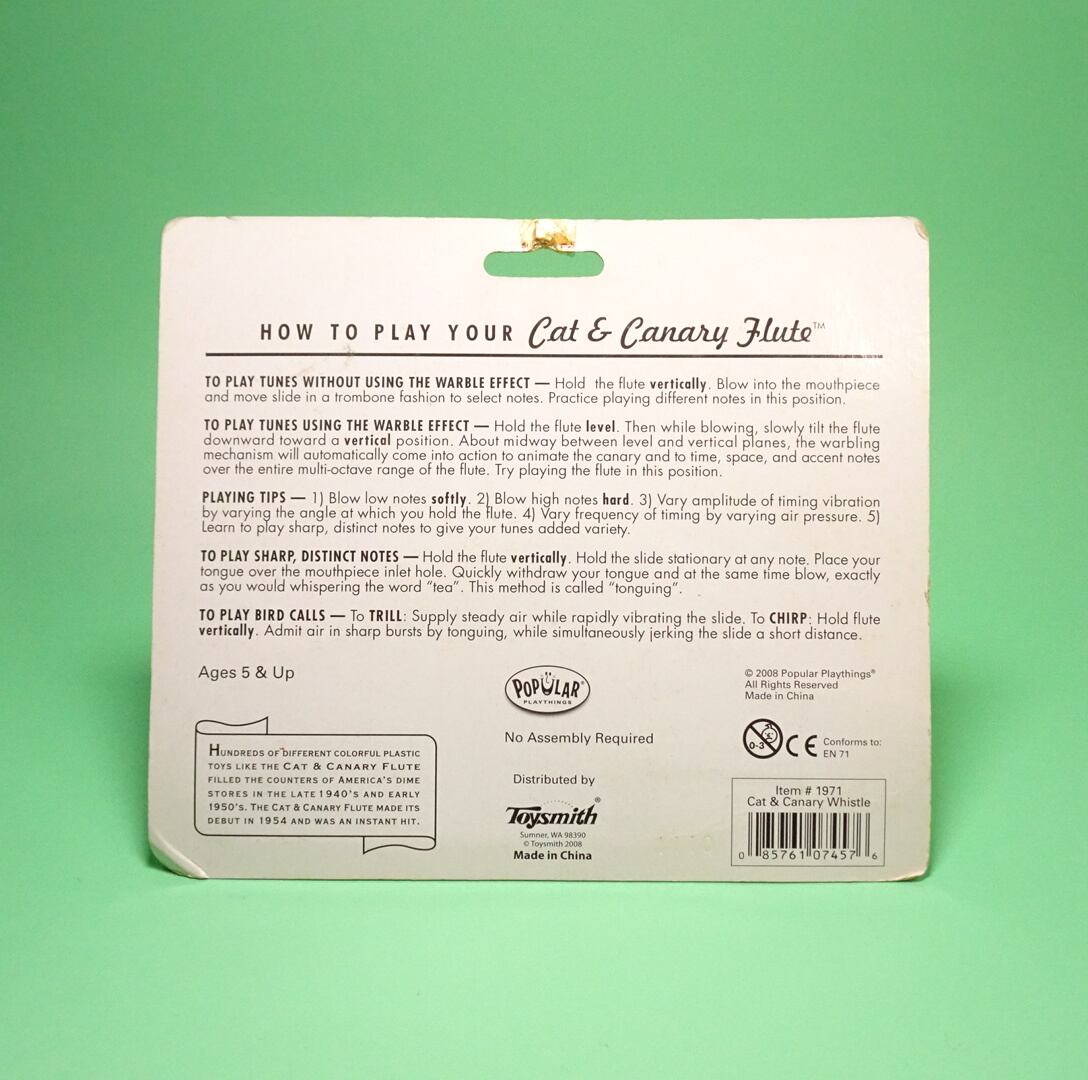 HOW TO PLAY YOUR Cat & Canary Flute™
TO PLAY TUNES WITHOUT USING THE WARBLE EFFECT — Hold the flute vertically. Blow into the mouthpiece
and move slide in a trombone fashion to select notes. Practice playing different notes in this position.
TO PLAY TUNES USING THE WARBLE EFFECT — Hold the flute level. Then while blowing, slowly tilt the flute
downward toward a vertical position. About midway between level and vertical planes, the warbling
mechanism will automatically come into action to animate the canary and to time, space, and accent notes
over the entire multi-octave range of the flute. Try playing the flute in this position.
PLAYING TIPS — 1) Blow low notes softly. 2) Blow high notes hard. 3) Vary amplitude of timing vibration
by varying the angle at which you hold the flute. 4) Vary frequency of timing by varying air pressure. 5)
Learn to play sharp, distinct notes to give your tunes added variety.
TO PLAY SHARP, DISTINCT NOTES — Hold the flute vertically. Hold the slide stationary at any note. Place your
tongue over the mouthpiece inlet hole. Quickly withdraw your tongue and at the same time blow, exactly
as you would whispering the word "tea". This method is called "tonguing".
TO PLAY BIRD CALLS — To TRILL: Supply steady air while rapidly vibrating the slide. To CHIRP: Hold flute
vertically. Admit air in sharp bursts by tonguing, while simultaneously jerking the slide a short distance.
Ages 5 & Up
HUNDREDS OF DIFFERENT COLORFUL PLASTIC
TOYS LIKE THE CAT & CANARY FLUTE
FILLED THE COUNTERS OF AMERICA'S DIME
STORES IN THE LATE 1940'S AND EARLY
1950'S. THE CAT & CANARY FLUTE MADE ITS
DEBUT IN 1954 AND WAS AN INSTANT HIT.
POPULAR®
PLAYTHINGS
No Assembly Required
Distributed by
Toysmith®
Sumner, WA 98390
© Toysmith 2008
Made in China
© 2008 Popular Playthings®
All Rights Reserved
Made in China
0-3
CE
Conforms to:
EN 71
Item # 1971
Cat & Canary Whistle
0 85761 07457 6